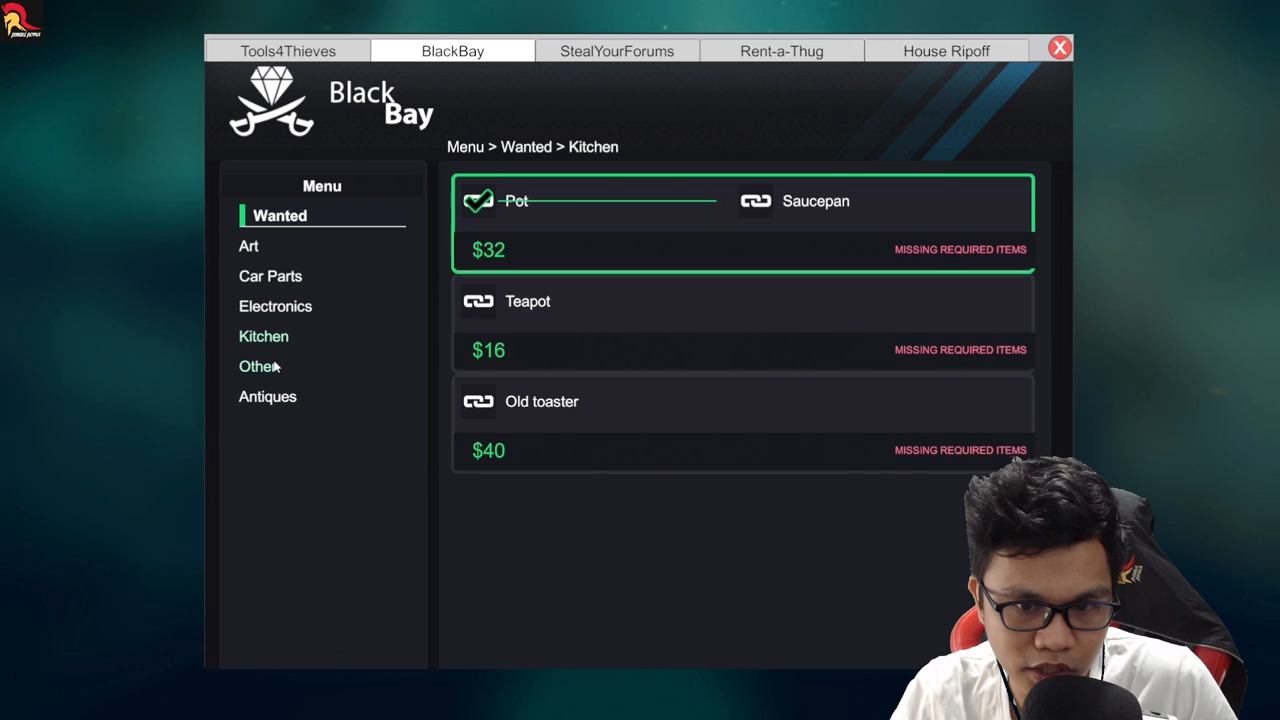 Tools4Thieves
BlackBay
StealYourForums
Rent-a-Thug
House Ripoff
X
Black
Bay
Menu > Wanted > Kitchen
Menu
Wanted
Art
Car Parts
Electronics
Kitchen
Other
Antiques
Pot
Saucepan
$32
MISSING REQUIRED ITEMS
Teapot
$16
MISSING REQUIRED ITEMS
Old toaster
$40
MISSING REQUIRED ITEMS